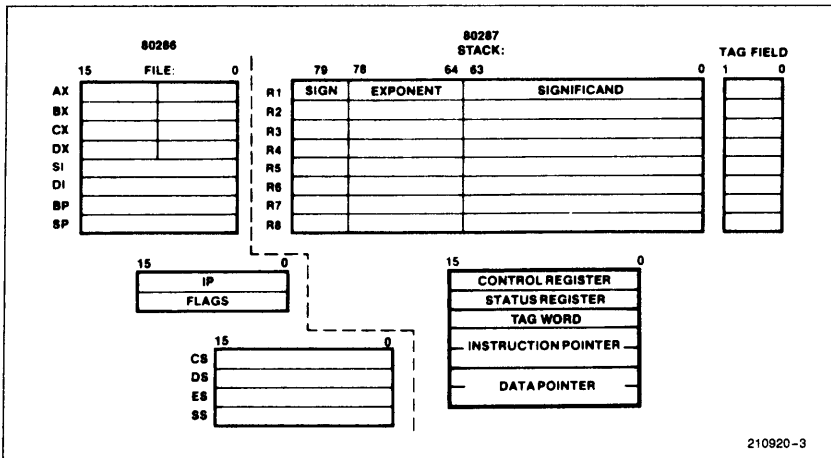 80286
15 FILE: 0
AX
BX
CX
DX
SI
DI
BP
SP
80287
STACK:
79 78 64 63 0
R1 SIGN EXPONENT SIGNIFICAND
R2
R3
R4
R5
R6
R7
R8
TAG FIELD
1 0
15 0
IP
FLAGS
15 0
CS
DS
ES
SS
15 0
CONTROL REGISTER
STATUS REGISTER
TAG WORD
INSTRUCTION POINTER
DATA POINTER
210920-3